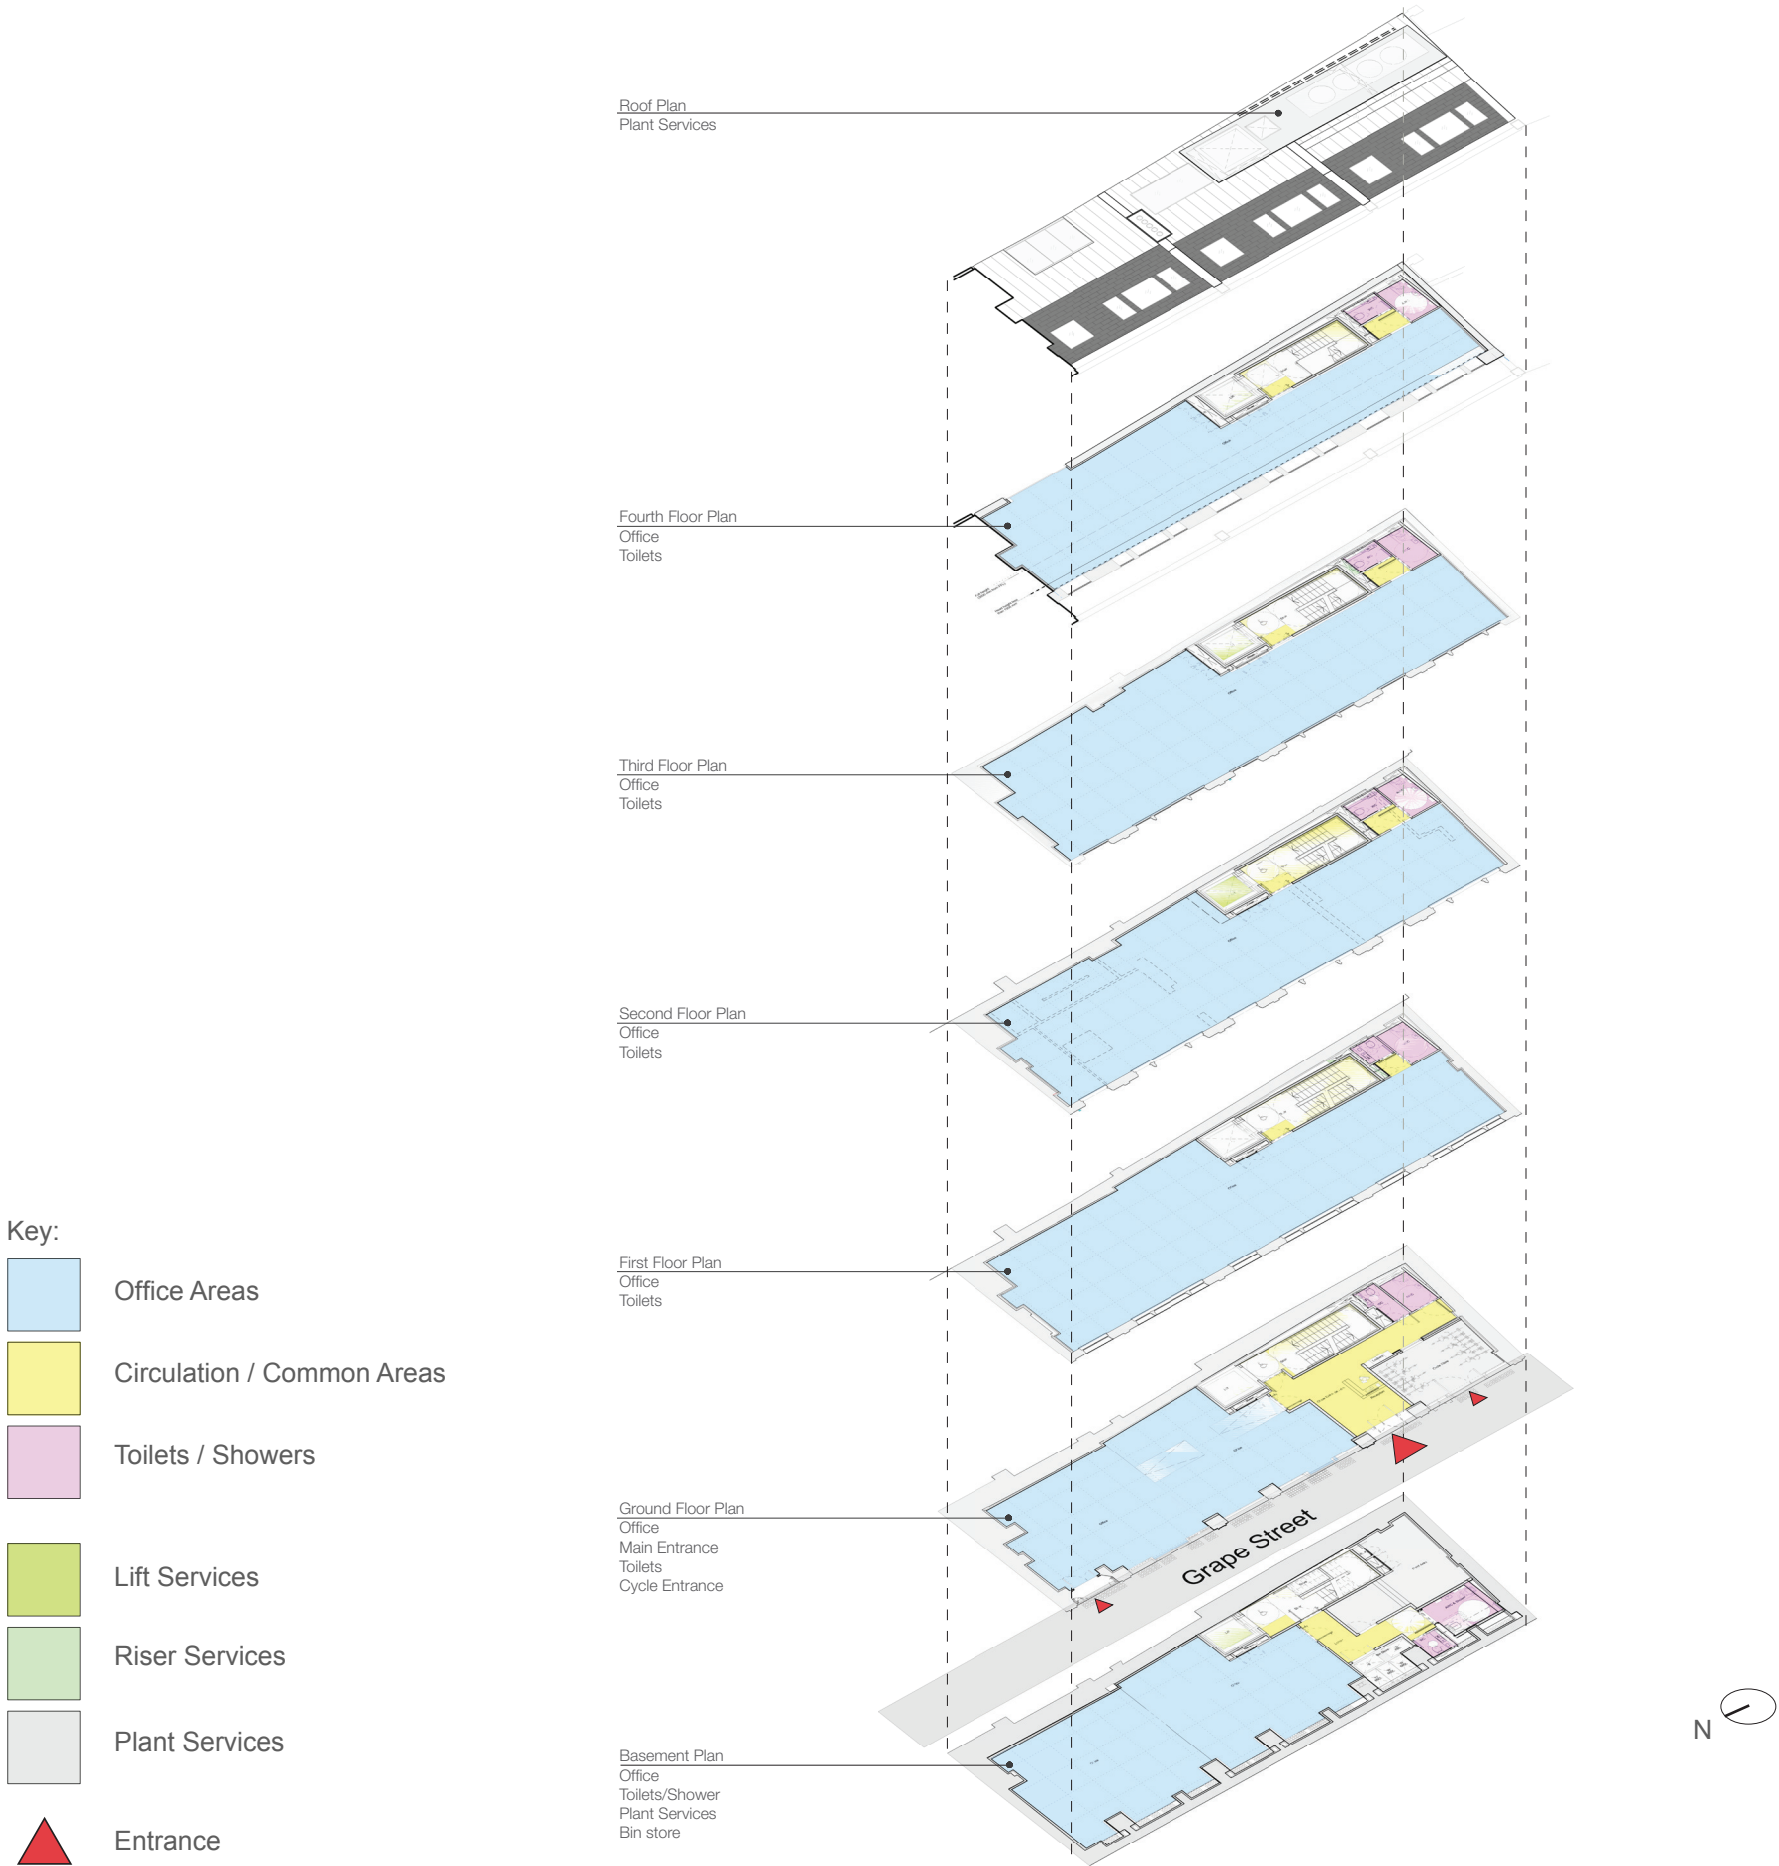 Roof Plan
Plant Services
Fourth Floor Plan
Office
Toilets
Third Floor Plan
Office
Toilets
Second Floor Plan
Office
Toilets
First Floor Plan
Office
Toilets
Ground Floor Plan
Office
Main Entrance
Toilets
Cycle Entrance
Grape Street
Basement Plan
Office
Toilets/Shower
Plant Services
Bin store
Key:
Office Areas
Circulation / Common Areas
Toilets / Showers
Lift Services
Riser Services
Plant Services
Entrance
N